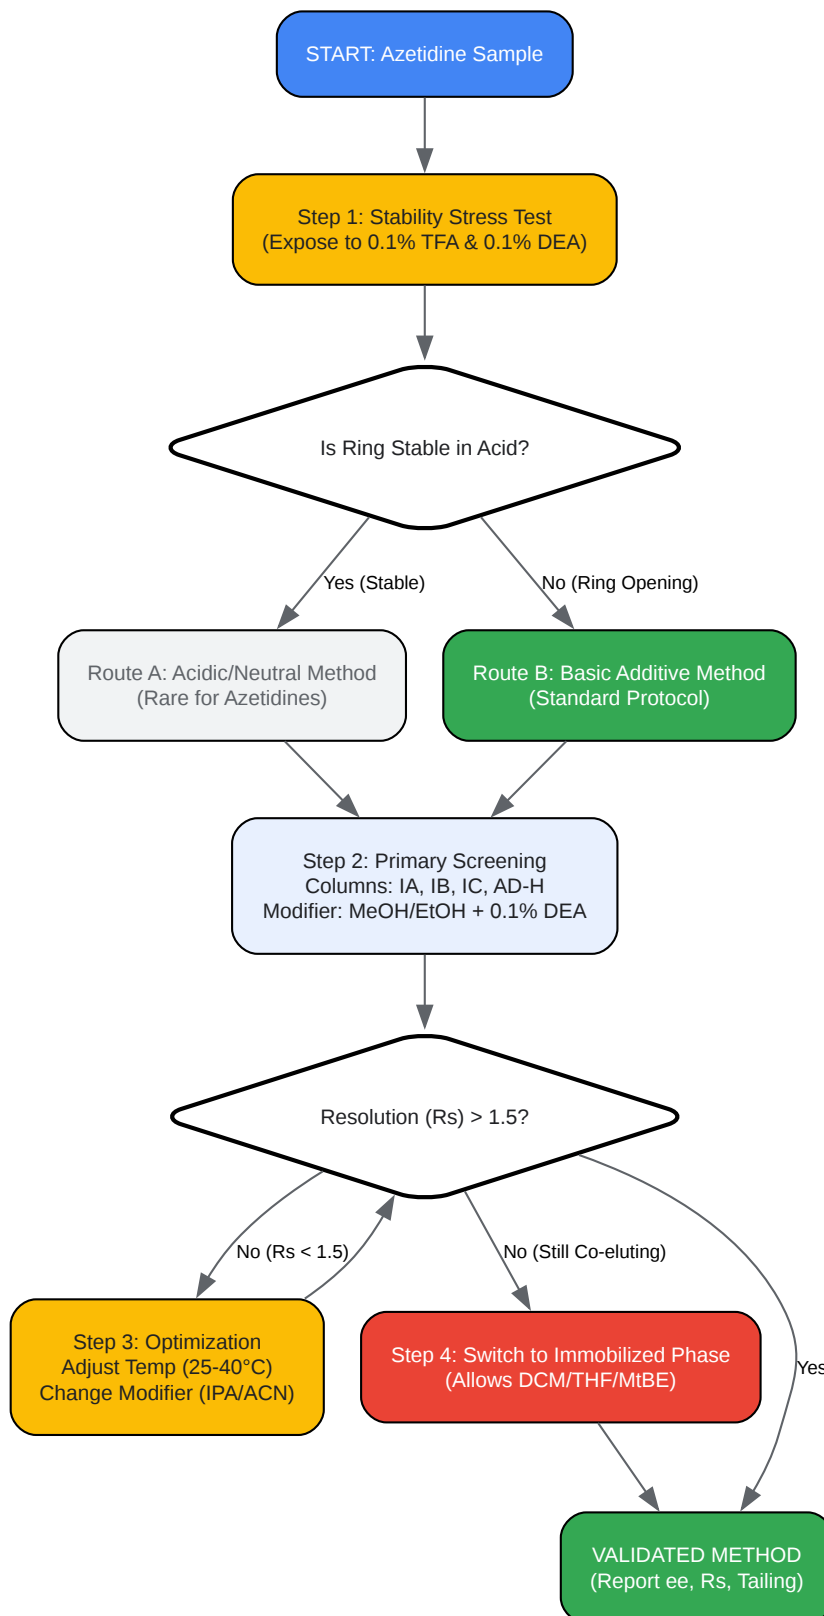 START: Azetidine Sample
Step 1: Stability Stress Test
(Expose to 0.1% TFA & 0.1% DEA)
Is Ring Stable in Acid?
Yes (Stable)
No (Ring Opening)
Route A: Acidic/Neutral Method
(Rare for Azetidines)
Route B: Basic Additive Method
(Standard Protocol)
Step 2: Primary Screening
Columns: IA, IB, IC, AD-H
Modifier: MeOH/EtOH + 0.1% DEA
Resolution (Rs) > 1.5?
No (Rs < 1.5)
No (Still Co-eluting)
Step 3: Optimization
Adjust Temp (25-40°C)
Change Modifier (IPA/ACN)
Step 4: Switch to Immobilized Phase
(Allows DCM/THF/MtBE)
Yes
VALIDATED METHOD
(Report ee, Rs, Tailing)